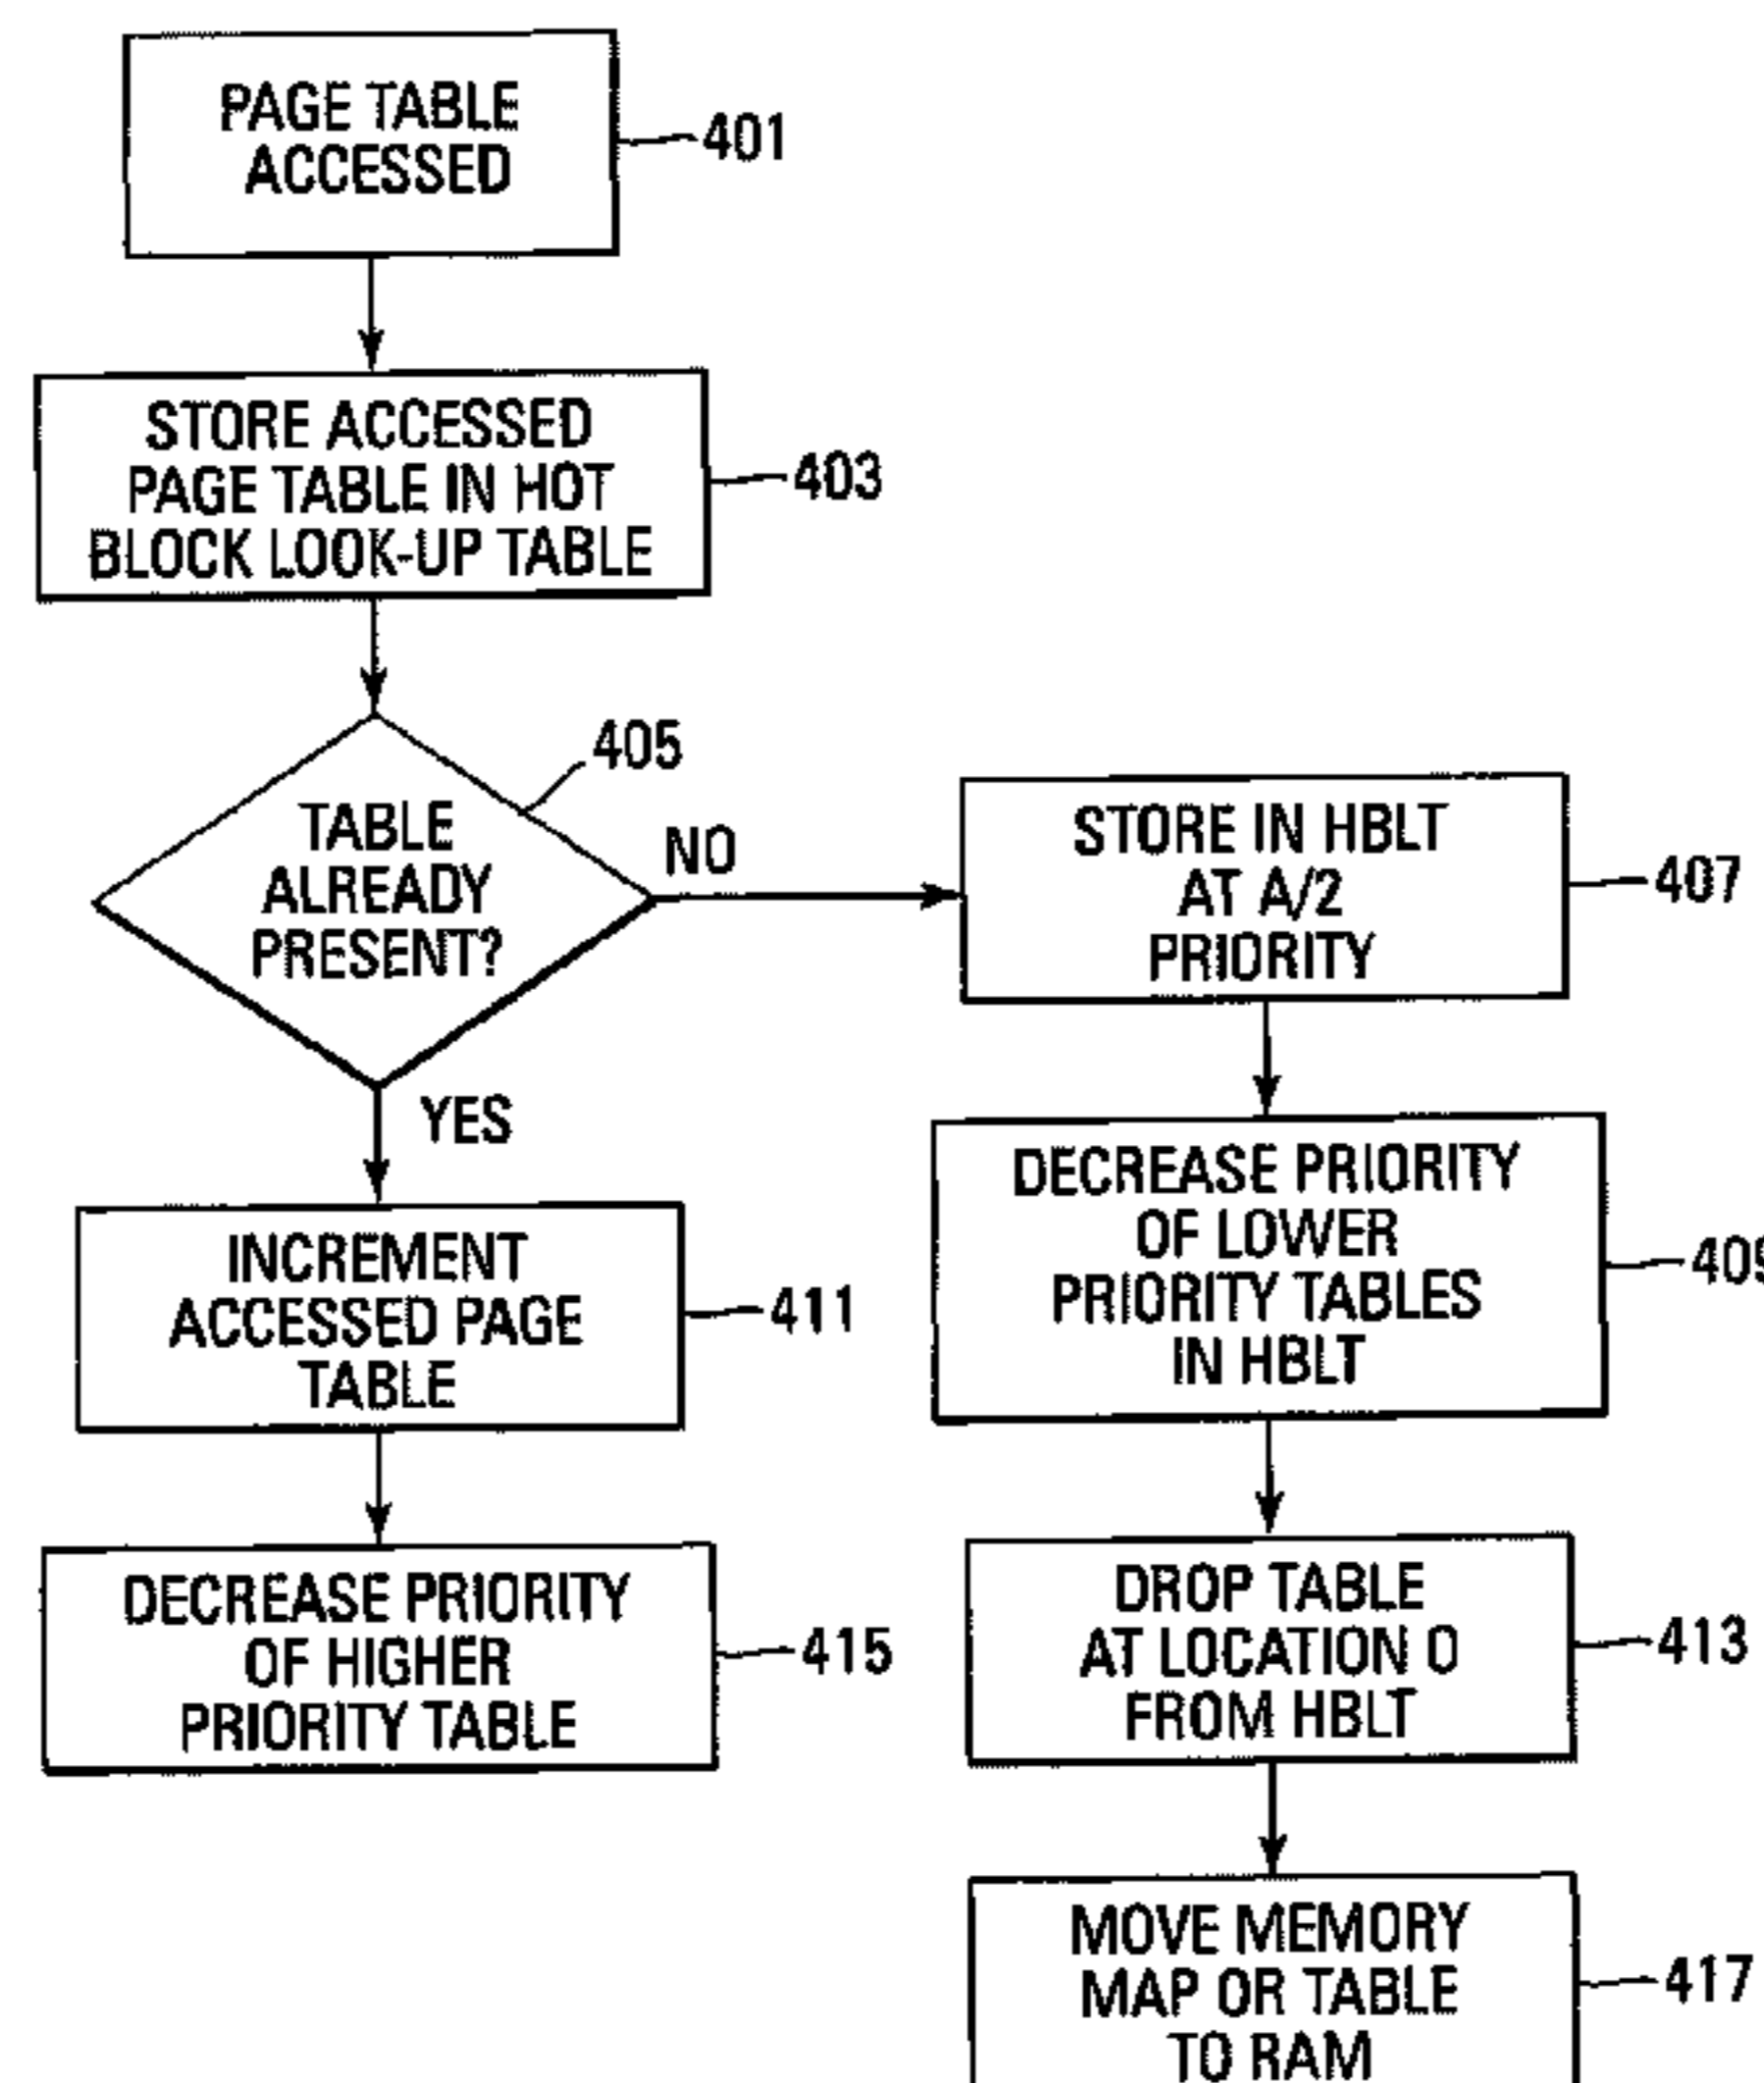 PAGE TABLE
ACCESSED
401
STORE ACCESSED
PAGE TABLE IN HOT
BLOCK LOOK-UP TABLE
403
405
TABLE
ALREADY
PRESENT?
NO
YES
STORE IN HBLT
AT A/2
PRIORITY
407
DECREASE PRIORITY
OF LOWER
PRIORITY TABLES
IN HBLT
409
INCREMENT
ACCESSED PAGE
TABLE
411
DECREASE PRIORITY
OF HIGHER
PRIORITY TABLE
415
DROP TABLE
AT LOCATION 0
FROM HBLT
413
MOVE MEMORY
MAP OR TABLE
TO RAM
417